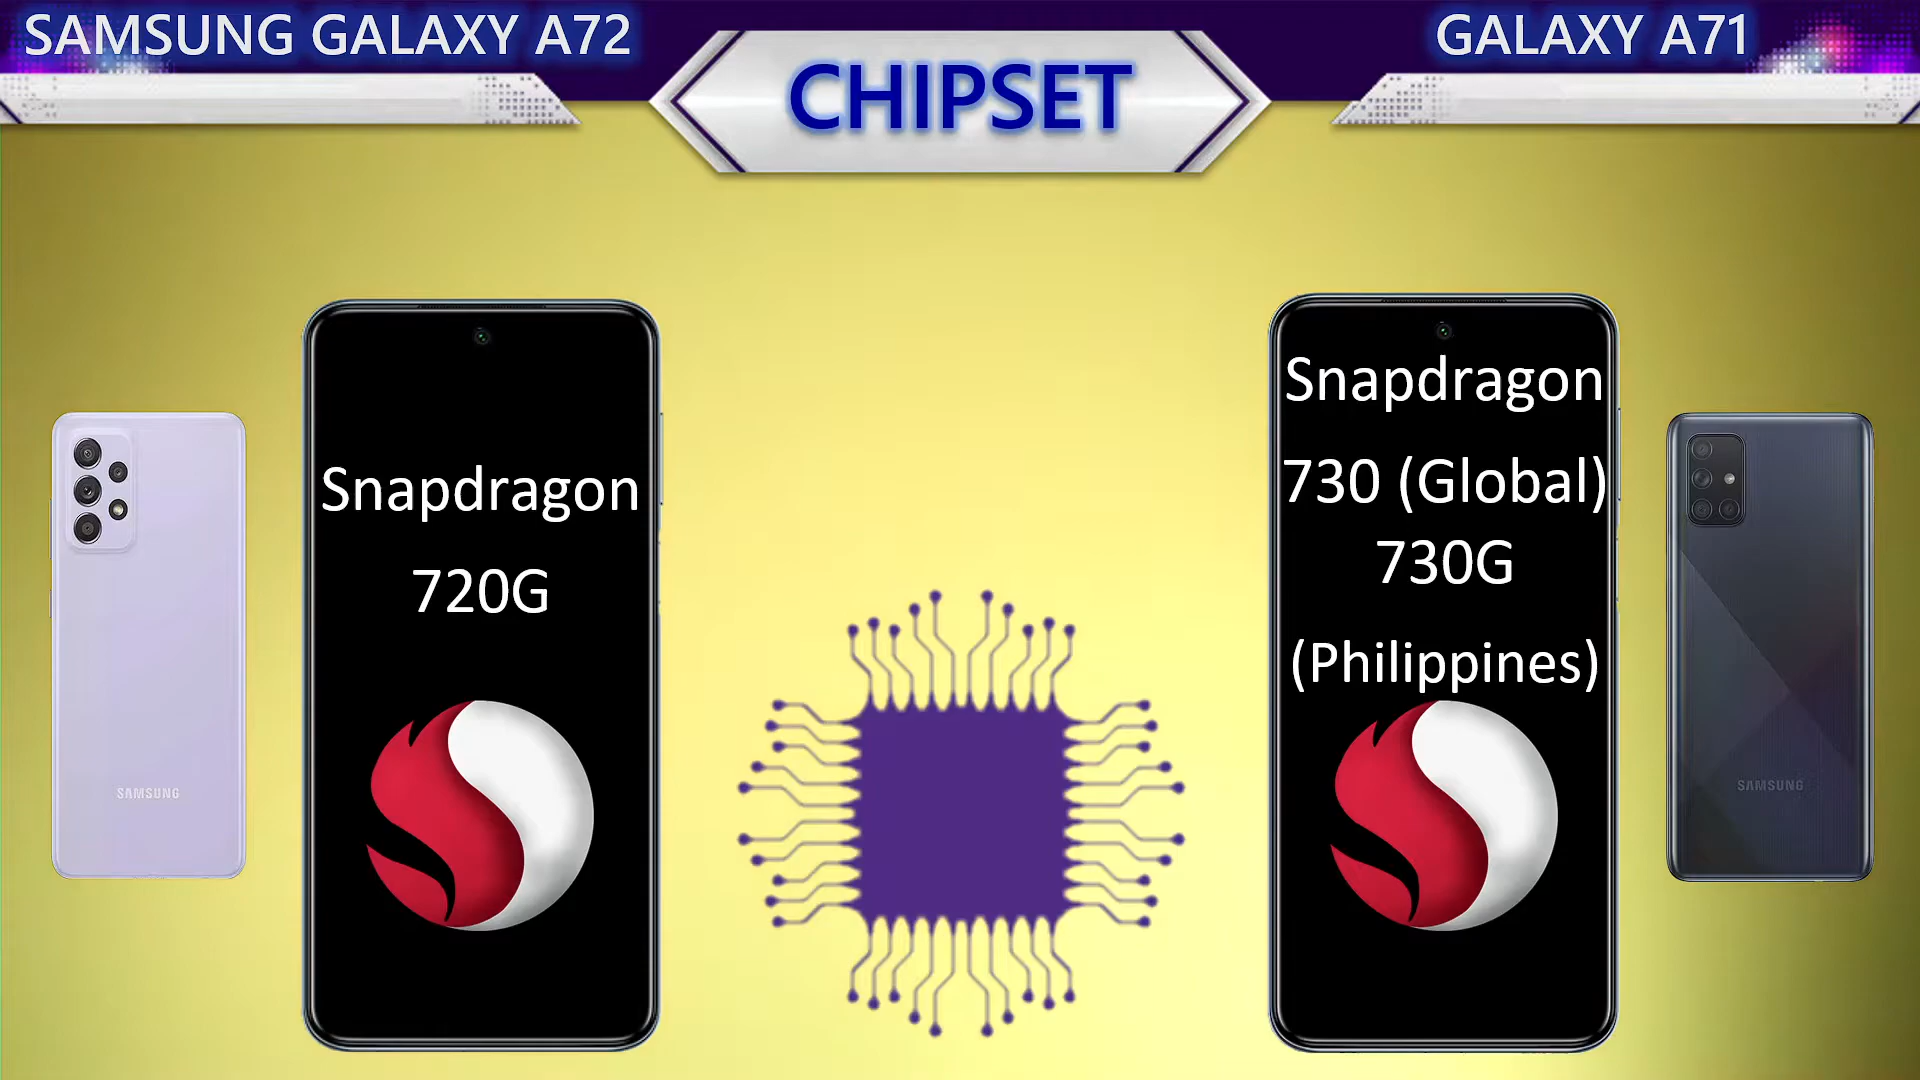 SAMSUNG GALAXY A72
CHIPSET
GALAXY A71
Snapdragon
720G
Snapdragon
730 (Global)
730G
(Philippines)
SAMSUNG
SAMSUNG